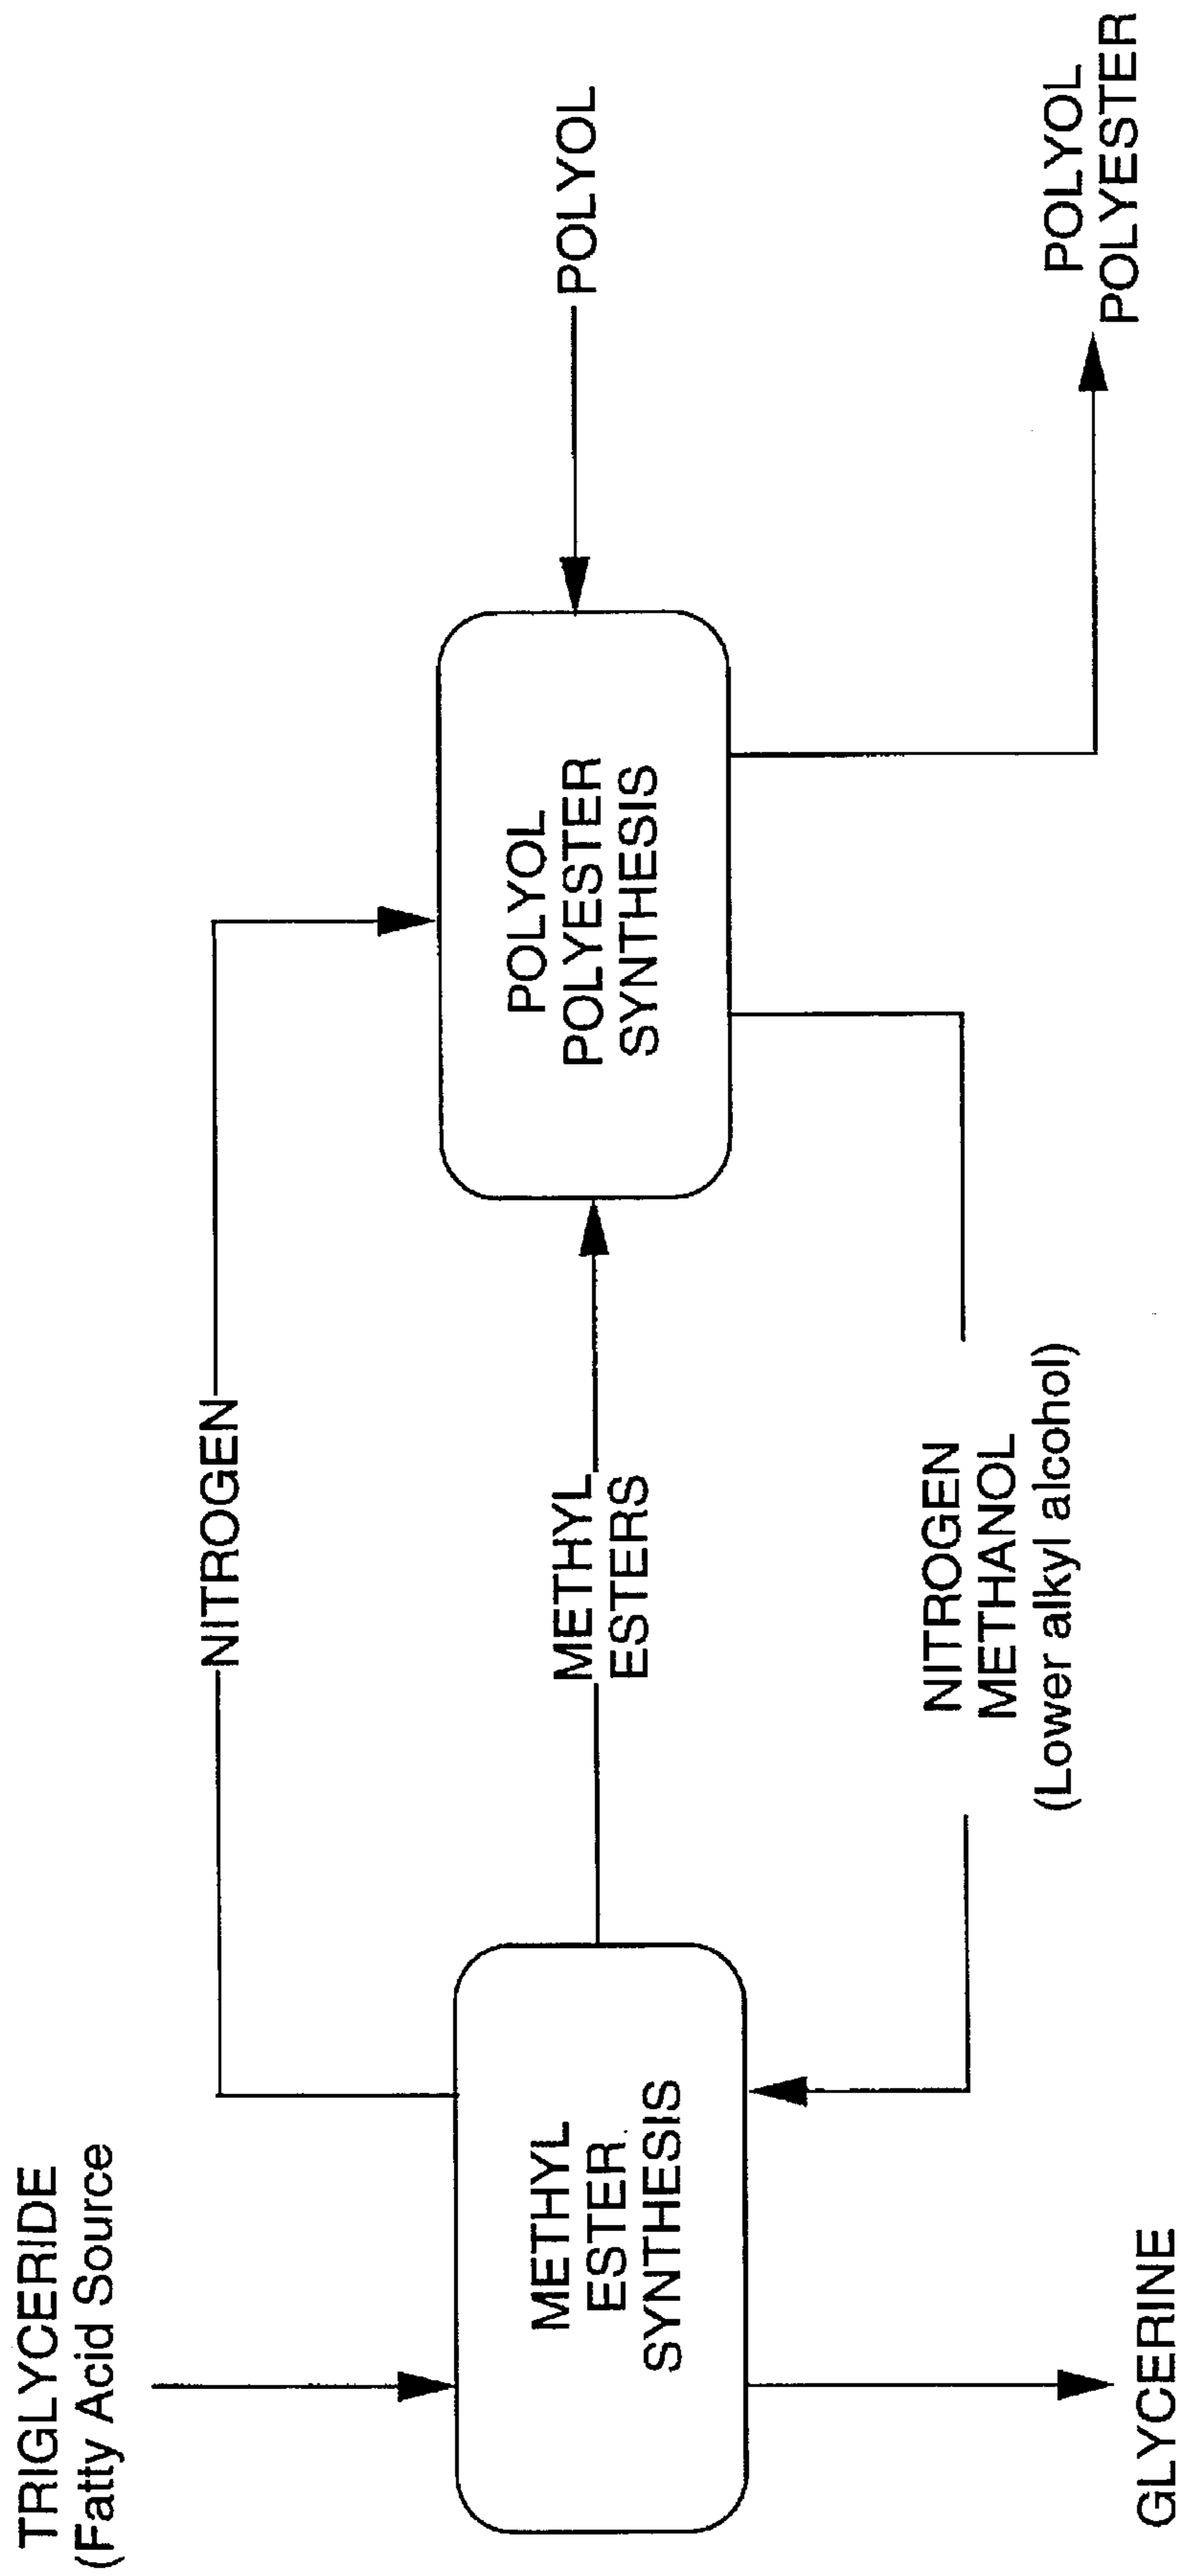 TRIGLYCERIDE
(Fatty Acid Source
NITROGEN
METHYL
ESTER
SYNTHESIS
METHYL
ESTERS
POLYOL
POLYESTER
SYNTHESIS
POLYOL
NITROGEN
METHANOL
(Lower alkyl alcohol)
GLYCERINE
POLYOL
POLYESTER